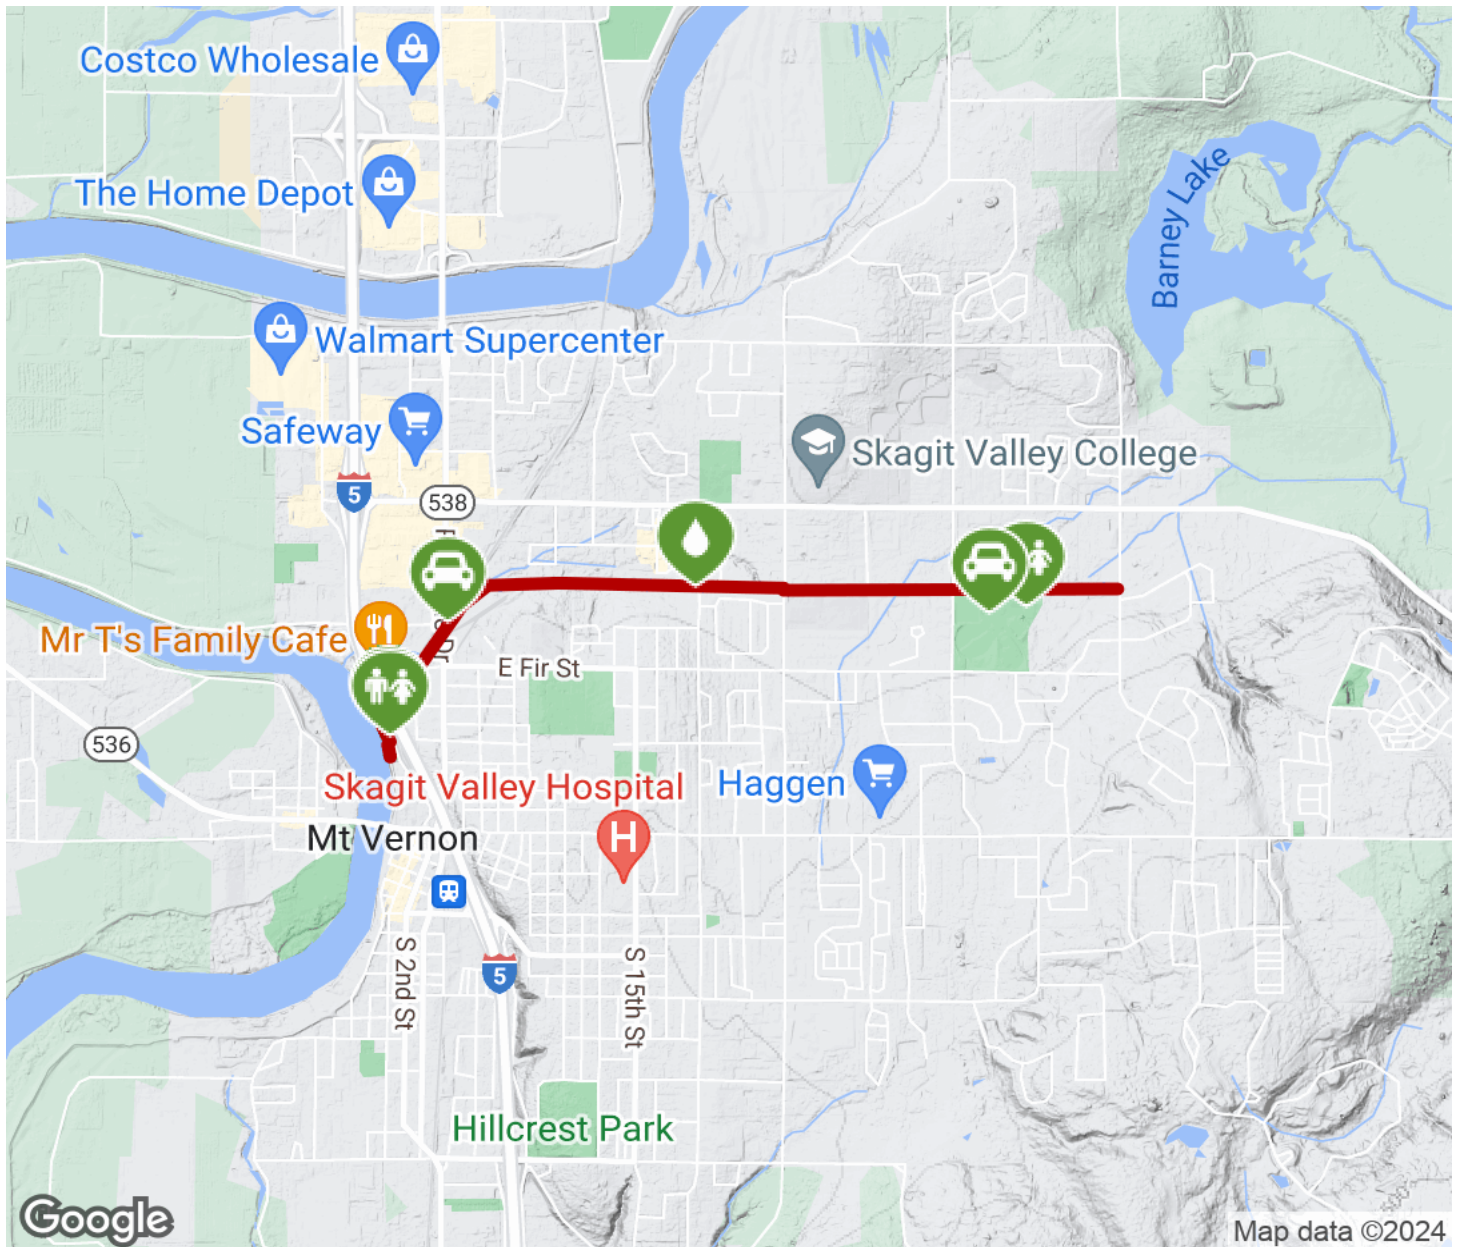 Costco Wholesale
The Home Depot
Barney Lake
Walmart Supercenter
Safeway
Skagit Valley College
5
538
Mr T's Family Cafe
E Fir St
536
Skagit Valley Hospital
Haggen
H
Mt Vernon
S 2nd St
5
S 15th St
Hillcrest Park
Google
Map data ©2024